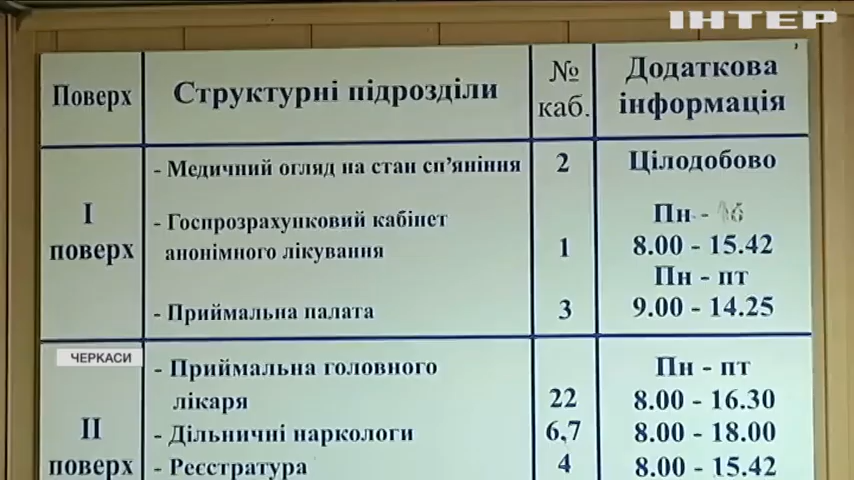 ІНТЕР
Поверх Структурні підрозділи № каб. Додаткова інформація
I поверх
- Медичний огляд на стан сп’яніння 2 Цілодобово
- Госпрозрахунковий кабінет
анонімного лікування 1 Пн -
8.00 - 15.42
- Приймальна палата 3 Пн - пт
9.00 - 14.25
ЧЕРКАСИ
II поверх
- Приймальна головного
лікаря 22 Пн - пт
8.00 - 16.30
- Дільничні наркологи 6,7 8.00 - 18.00
- Реєстратура 4 8.00 - 15.42